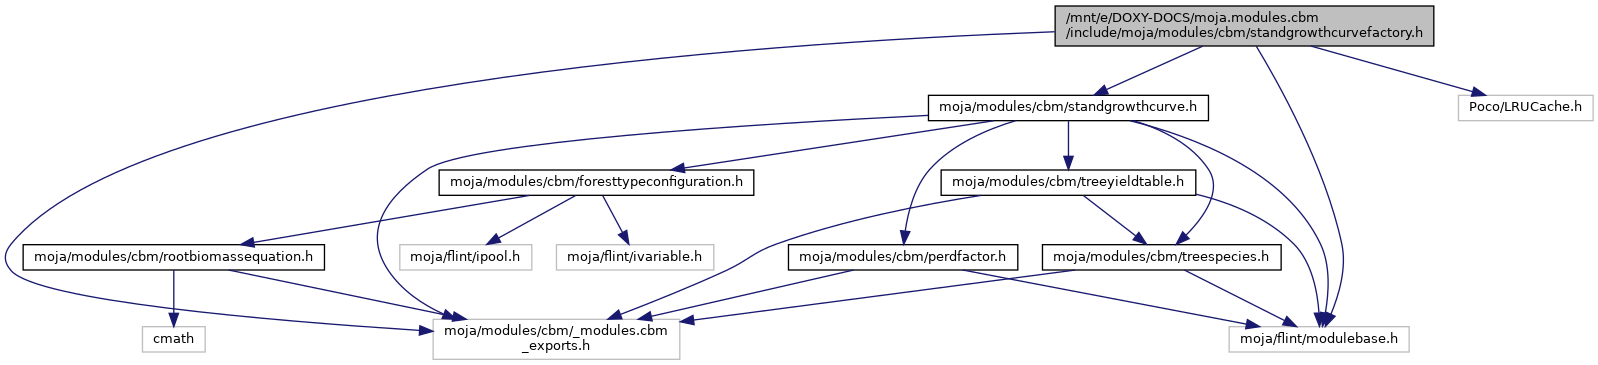 /mnt/e/DOXY-DOCS/moja.modules.cbm
/include/moja/modules/cbm/standgrowthcurvefactory.h
moja/modules/cbm/standgrowthcurve.h
Poco/LRUCache.h
moja/modules/cbm/foresttypeconfiguration.h
moja/modules/cbm/treeyieldtable.h
moja/modules/cbm/rootbiomassequation.h
moja/flint/ipool.h
moja/flint/ivariable.h
moja/modules/cbm/perdfactor.h
moja/modules/cbm/treespecies.h
cmath
moja/modules/cbm/_modules.cbm
_exports.h
moja/flint/modulebase.h